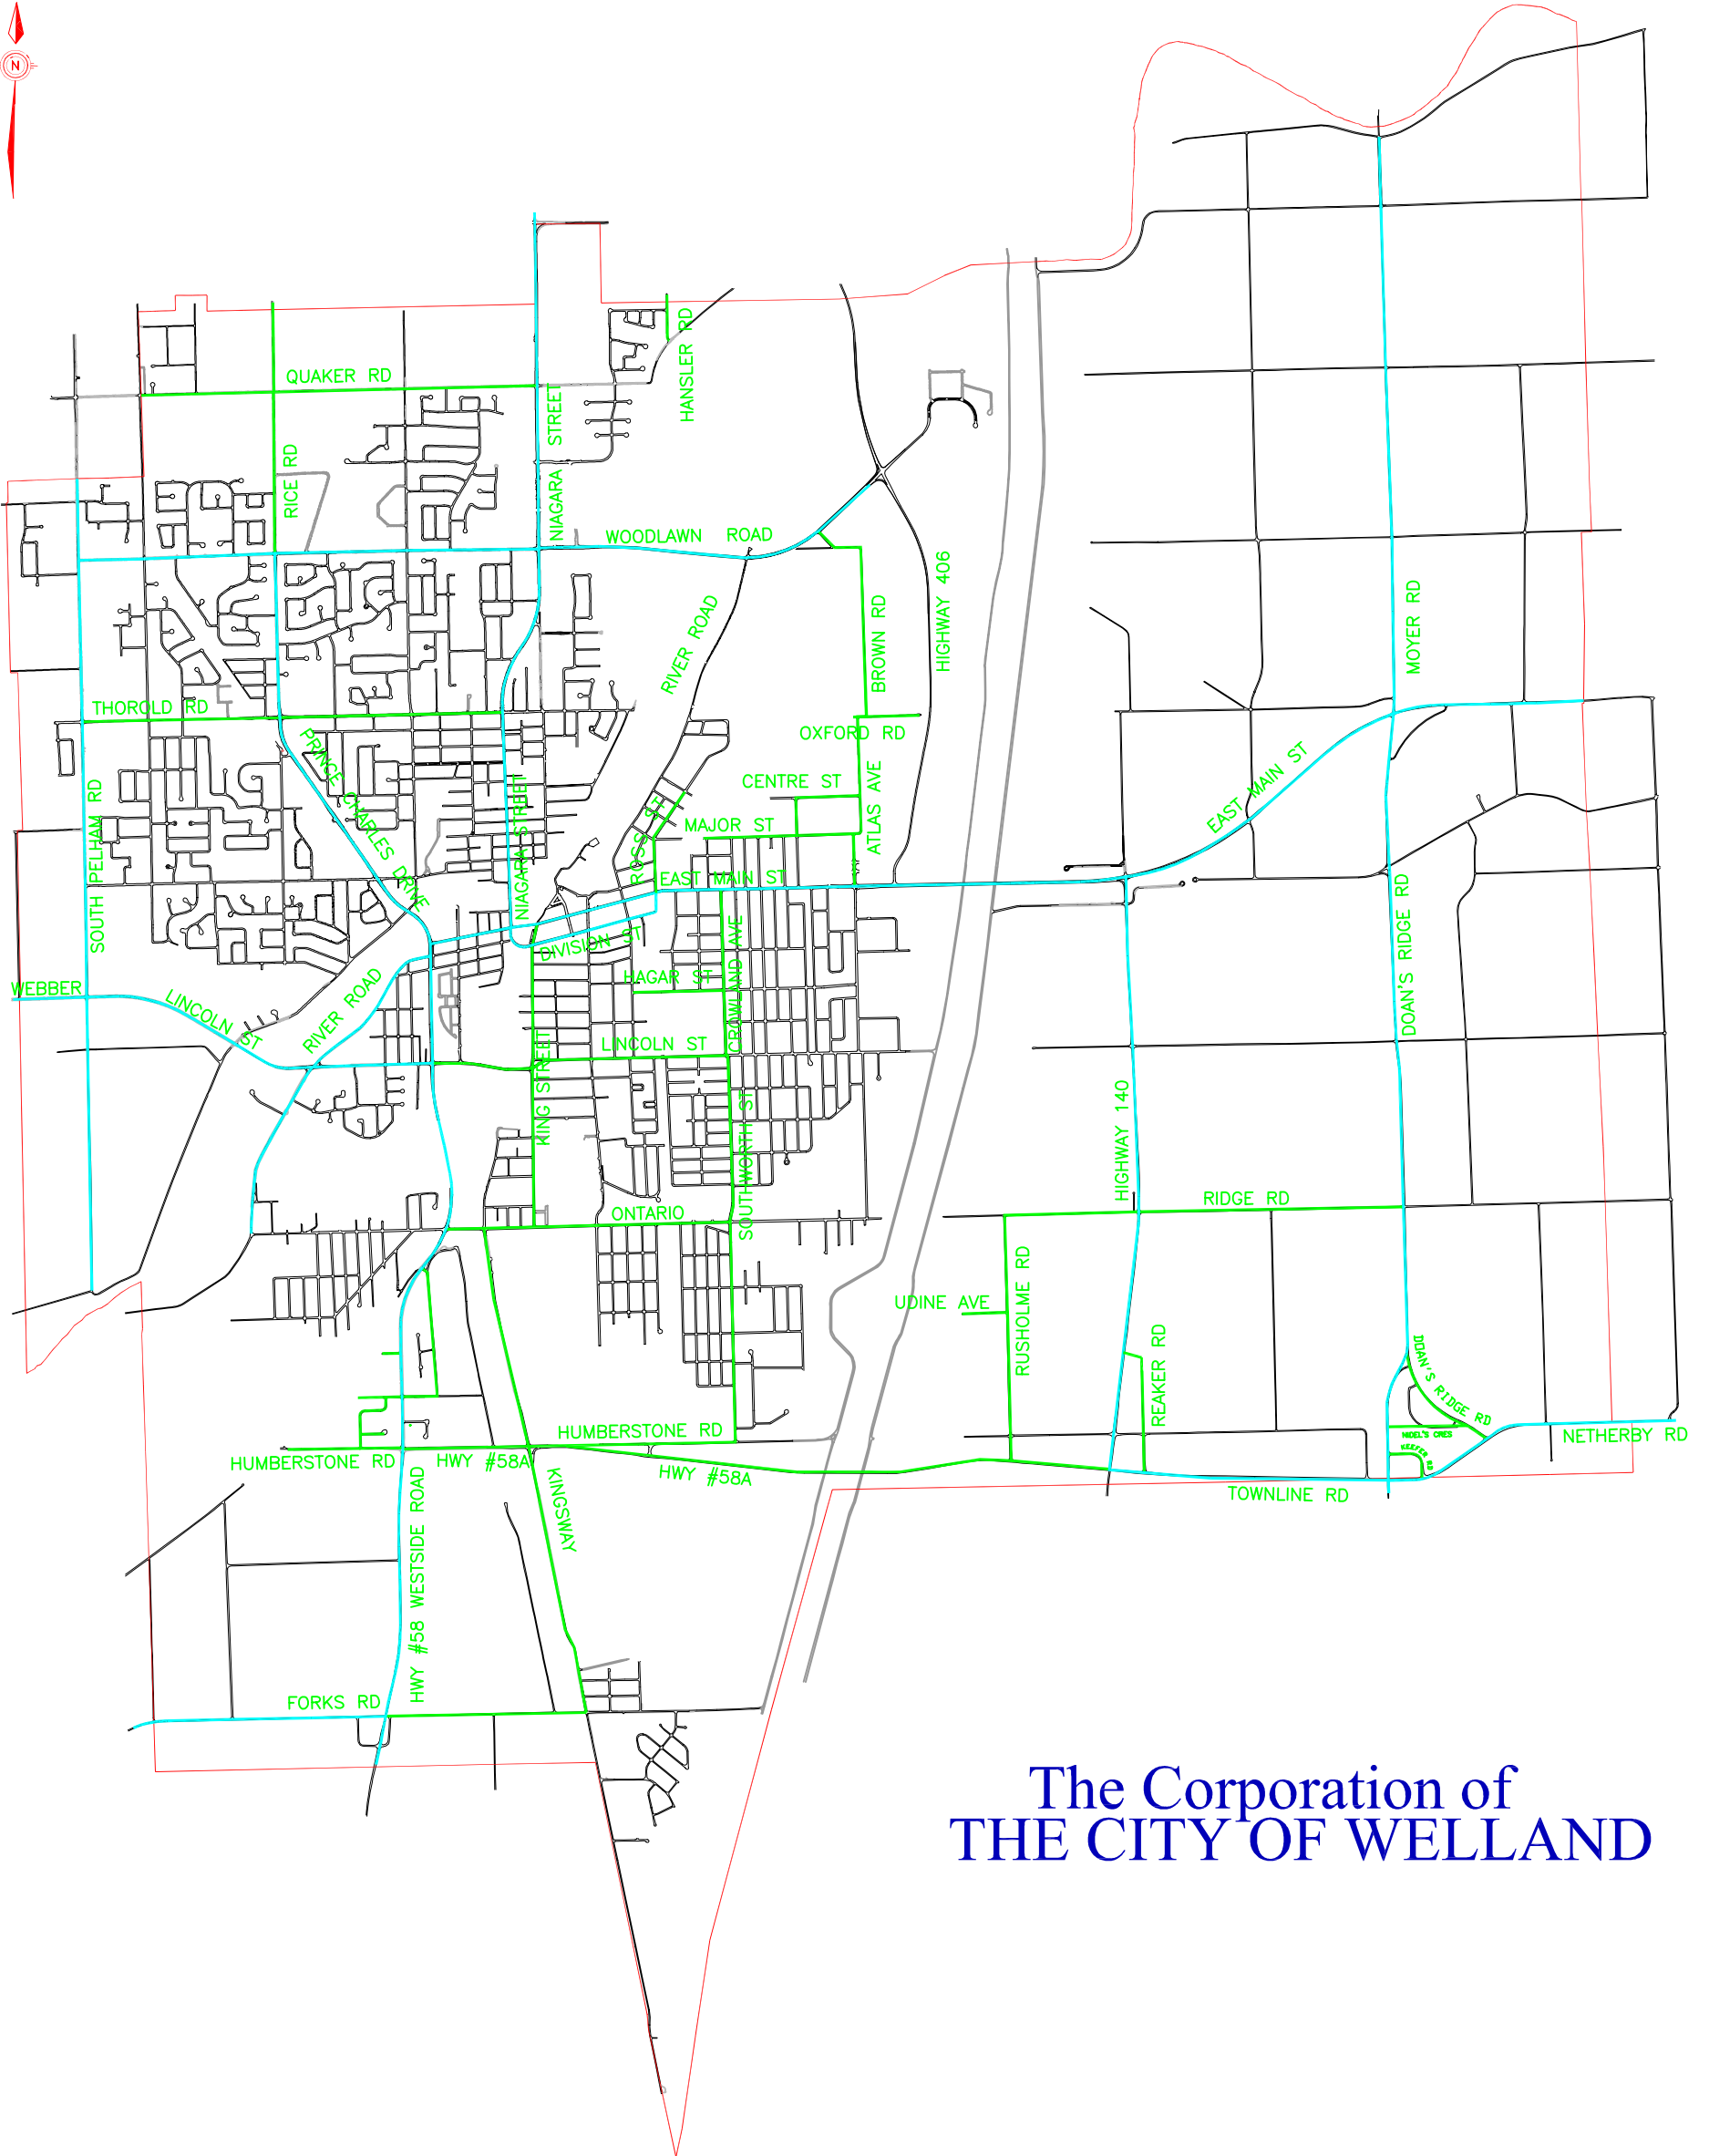 N
QUAKER RD
HANSLER RD
RICE RD
NIAGARA STREET
WOODLAWN ROAD
RIVER ROAD
BROWN RD
HIGHWAY 406
MOYER RD
THOROLD RD
OXFORD RD
PRINCE CHARLES DRIVE
CENTRE ST
ATLAS AVE
EAST MAIN ST
SOUTH PELHAM RD
NIAGARA STREET
ROSS ST
MAJOR ST
EAST MAIN ST
DIVISION ST
CROWLAND AVE
DOAN'S RIDGE RD
HAGAR ST
WEBBER
LINCOLN ST
RIVER ROAD
KING STREET
LINCOLN ST
SOUTHWORTH ST
HIGHWAY 140
RIDGE RD
ONTARIO
RUSHOLME RD
UDINE AVE
REAKER RD
DOAN'S RIDGE RD
HUMBERSTONE RD
NIDEL'S CRES
NETHERBY RD
KEEFER RD
HUMBERSTONE RD
HWY #58A
HWY #58A
TOWNLINE RD
KINGSWAY
HWY #58 WESTSIDE ROAD
FORKS RD
The Corporation of
THE CITY OF WELLAND